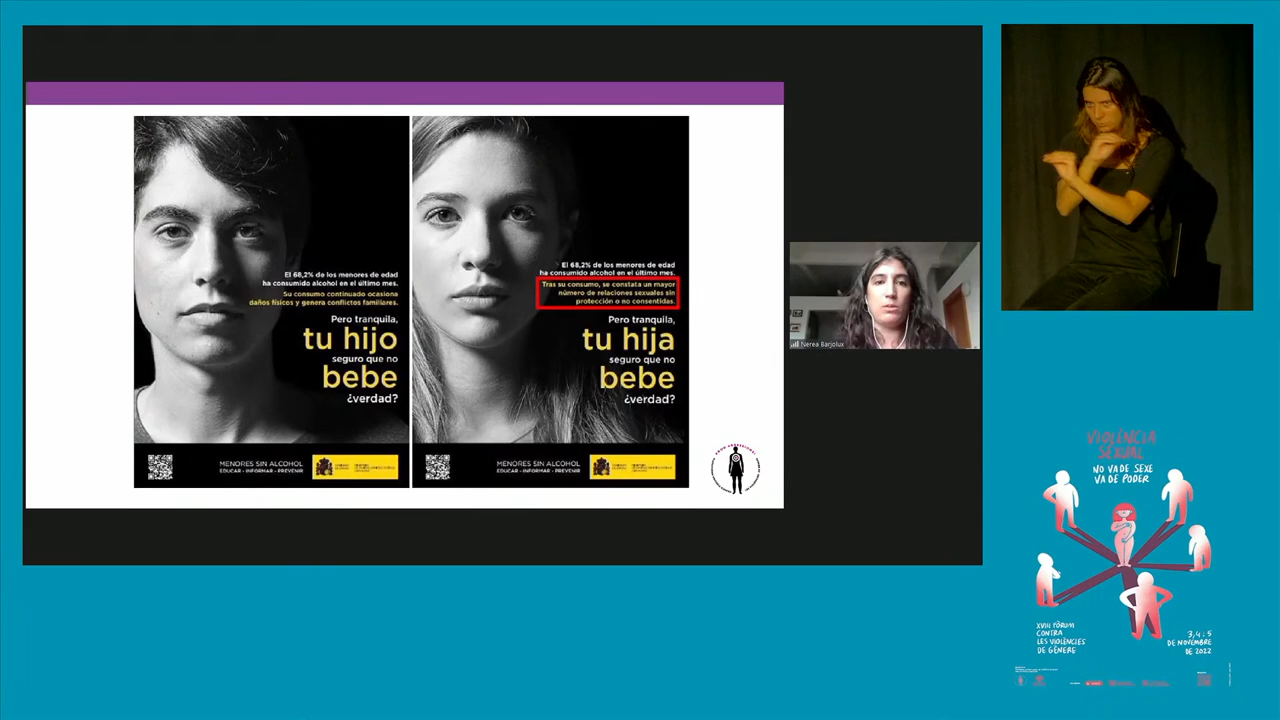 El 68,2% de los menores de edad
ha consumido alcohol en el último mes.
Su consumo continuado ocasiona
daños físicos y genera conflictos familiares.
Pero tranquila,
tu hijo
seguro que no
bebe
¿verdad?
MENORES SIN ALCOHOL
EDUCAR - INFORMAR - PREVENIR
El 68,2% de los menores de edad
ha consumido alcohol en el último mes.
Tras su consumo, se constata un mayor
número de relaciones sexuales sin
protección o no consentidas.
Pero tranquila,
tu hija
seguro que no
bebe
¿verdad?
MENORES SIN ALCOHOL
EDUCAR - INFORMAR - PREVENIR
Nerea Barjolux
VIOLÈNCIA
SEXUAL
NO VA DE SEXE
VA DE PODER
XVIII FÒRUM
CONTRA
LES VIOLÈNCIES
DE GÈNERE
3, 4 i 5
DE NOVEMBRE
DE 2022